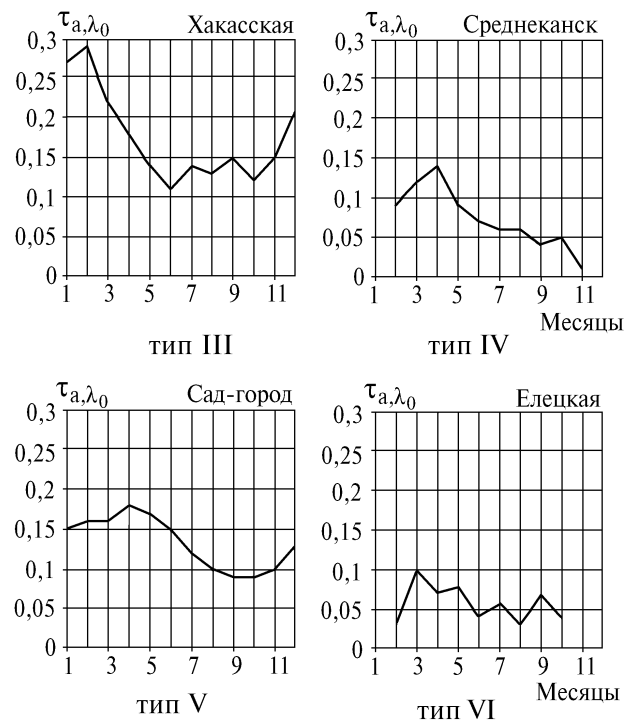 τa,λ0 Хакасская
0,3
0,25
0,2
0,15
0,1
0,05
0
1 3 5 7 9 11
тип III
τa,λ0 Среднеканск
0,3
0,25
0,2
0,15
0,1
0,05
0
1 3 5 7 9 11
Месяцы
тип IV
τa,λ0 Сад-город
0,3
0,25
0,2
0,15
0,1
0,05
0
1 3 5 7 9 11
тип V
τa,λ0 Елецкая
0,3
0,25
0,2
0,15
0,1
0,05
0
1 3 5 7 9 11
Месяцы
тип VI